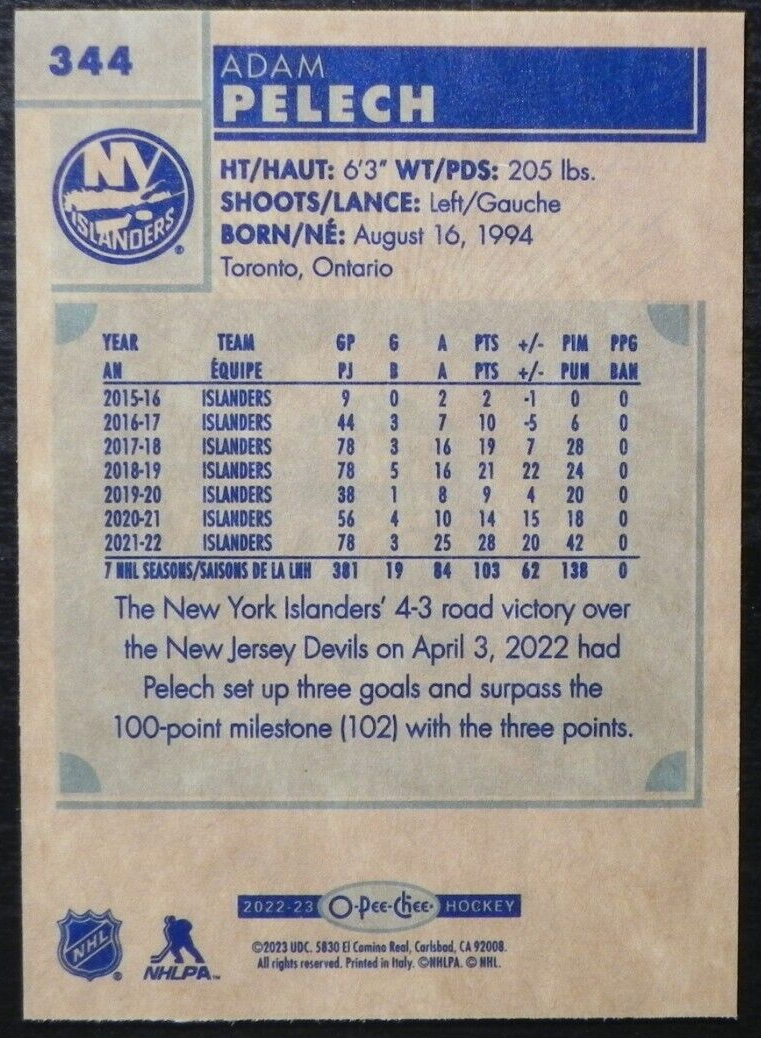 344
ADAM
PELECH
NY
ISLANDERS
®
HT/HAUT: 6'3" WT/PDS: 205 lbs.
SHOOTS/LANCE: Left/Gauche
BORN/NÉ: August 16, 1994
Toronto, Ontario
YEAR TEAM GP G A PTS +/- PIM PPG
AN ÉQUIPE PJ B A PTS +/- PUN BAN
2015-16 ISLANDERS 9 0 2 2 -1 0 0
2016-17 ISLANDERS 44 3 7 10 -5 6 0
2017-18 ISLANDERS 78 3 16 19 7 28 0
2018-19 ISLANDERS 78 5 16 21 22 24 0
2019-20 ISLANDERS 38 1 8 9 4 20 0
2020-21 ISLANDERS 56 4 10 14 15 18 0
2021-22 ISLANDERS 78 3 25 28 20 42 0
7 NHL SEASONS/SAISONS DE LA LNH 381 19 84 103 62 138 0
The New York Islanders' 4-3 road victory over
the New Jersey Devils on April 3, 2022 had
Pelech set up three goals and surpass the
100-point milestone (102) with the three points.
2022-23 O-Pee-Chee HOCKEY
NHL ®
NHLPA™
©2023 UDC. 5830 El Camino Real, Carlsbad, CA 92008.
All rights reserved. Printed in Italy. ©NHLPA. © NHL.